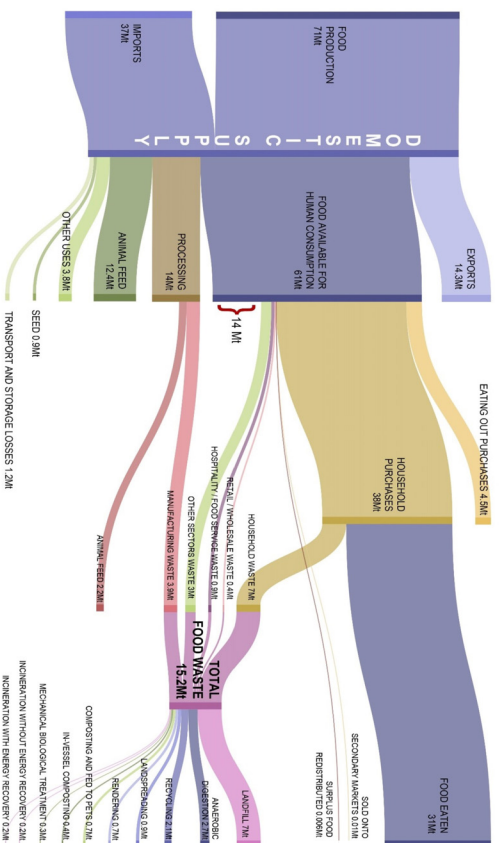 IMPORTS
37Mt
FOOD
PRODUCTION
71Mt
DOMESTIC SUPPLY
EXPORTS
14.3Mt
FOOD AVAILABLE FOR
HUMAN CONSUMPTION
61Mt
PROCESSING
14Mt
ANIMAL FEED
12.4Mt
OTHER USES 3.8Mt
SEED 0.9Mt
TRANSPORT AND STORAGE LOSSES 1.2Mt
14 Mt
EATING OUT PURCHASES 4.5Mt
HOUSEHOLD
PURCHASES
38Mt
HOUSEHOLD WASTE 7Mt
RETAIL / WHOLESALE WASTE 0.4Mt
HOSPITALITY / FOOD SERVICE WASTE 0.9Mt
OTHER SECTORS WASTE 3Mt
MANUFACTURING WASTE 3.9Mt
ANIMAL FEED 2.2Mt
TOTAL
FOOD WASTE
15.2Mt
FOOD EATEN
31Mt
SOLD ONTO
SECONDARY MARKETS 0.01Mt
SURPLUS FOOD
REDISTRIBUTED 0.006Mt
LANDFILL 7Mt
ANAEROBIC
DIGESTION 2.7Mt
RECYCLING 2.1Mt
LANDSPREADING 0.9Mt
RENDERING 0.7Mt
COMPOSTING AND FED TO PETS 0.7Mt
IN-VESSEL COMPOSTING 0.4Mt
MECHANICAL BIOLOGICAL TREATMENT 0.3Mt
INCINERATION WITHOUT ENERGY RECOVERY 0.2Mt
INCINERATION WITH ENERGY RECOVERY 0.2Mt